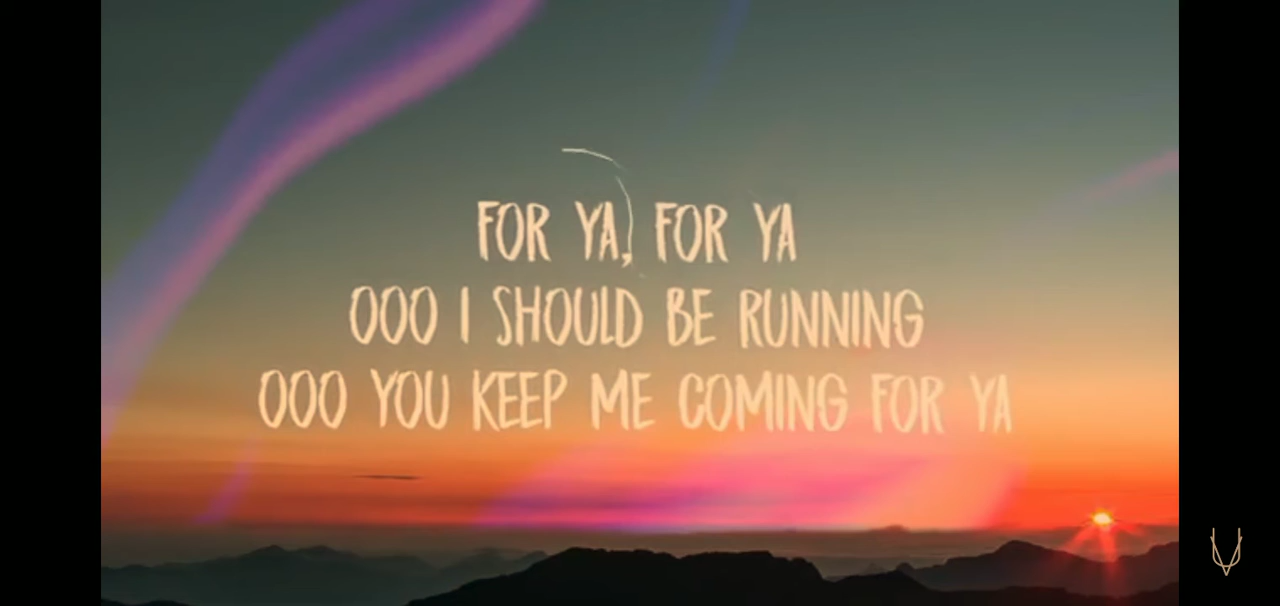 FOR YA, FOR YA
OOO I SHOULD BE RUNNING
OOO YOU KEEP ME COMING FOR YA